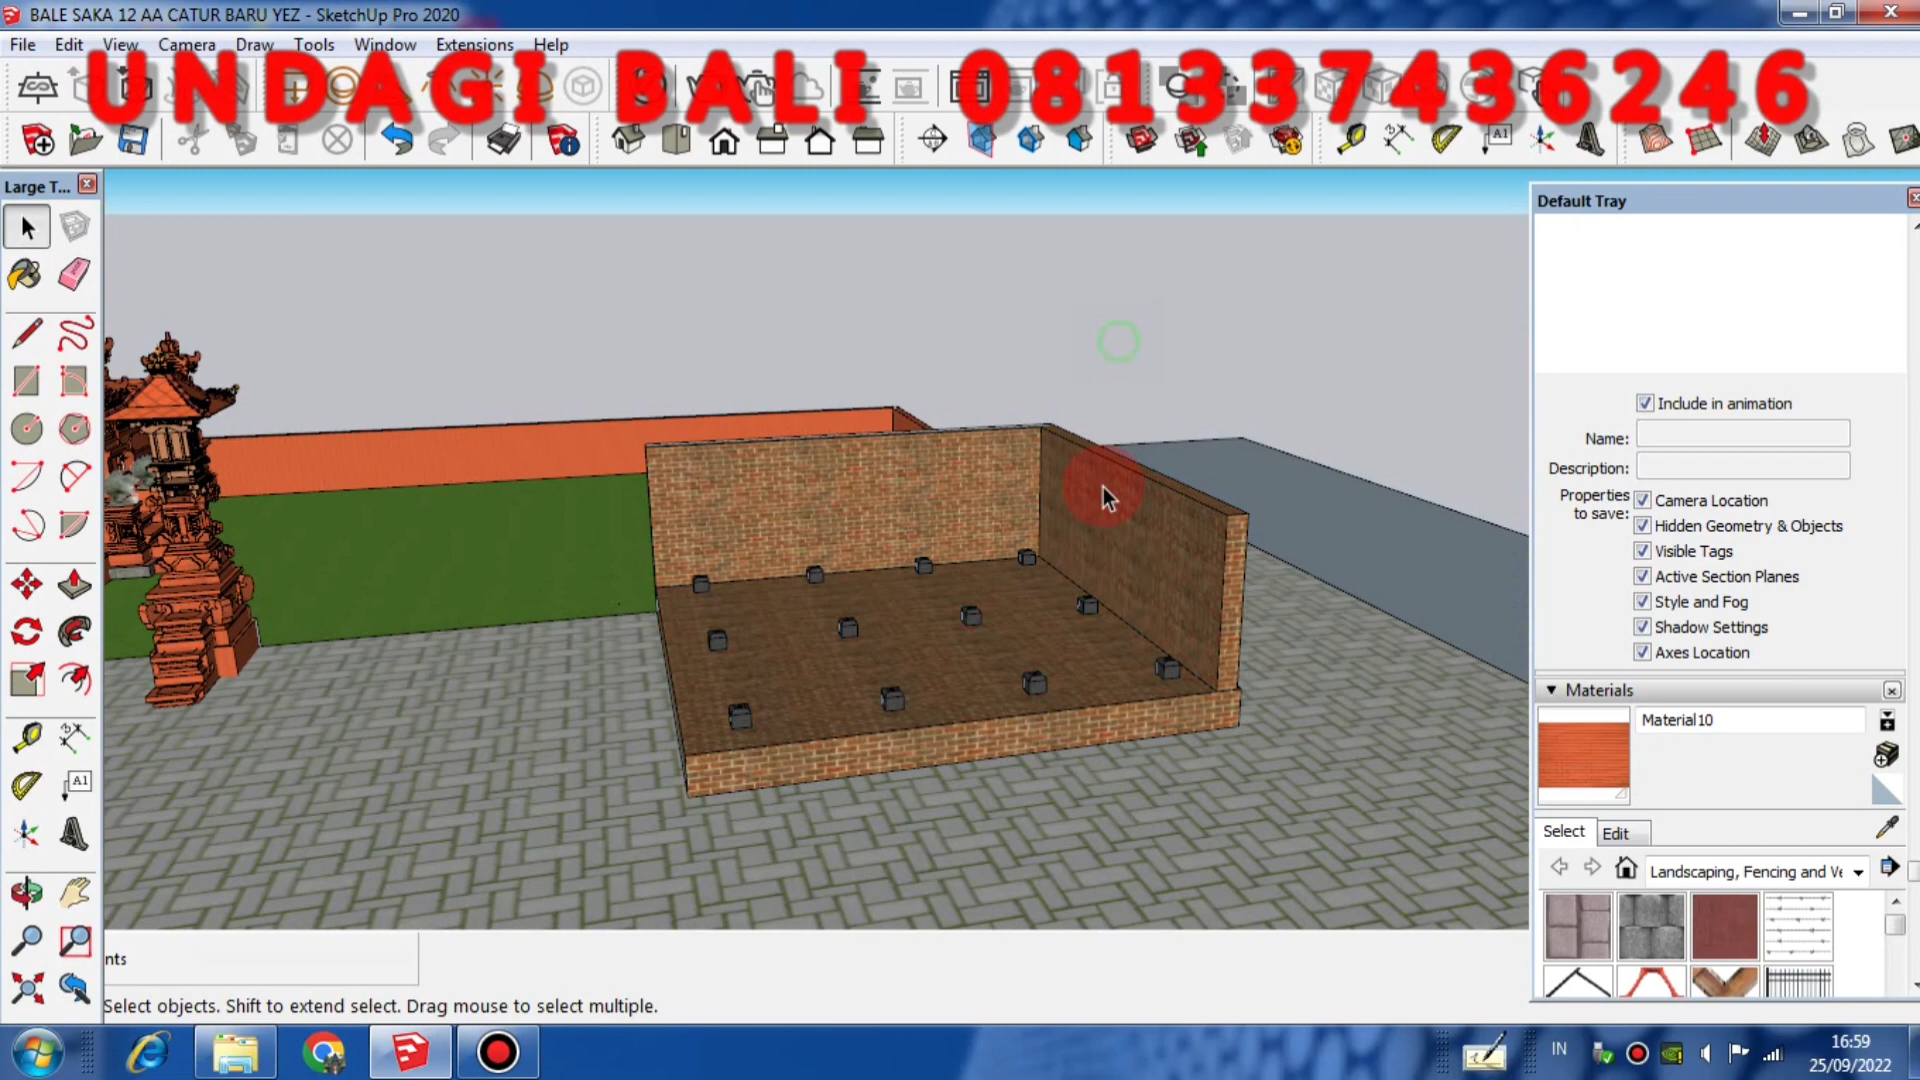 BALE SAKA 12 AA CATUR BARU YEZ - SketchUp Pro 2020
File Edit View Camera Draw Tools Window Extensions Help
UNDAGI BALI 081337436246
A1
Large T...
Default Tray
Include in animation
Name:
Description:
Properties to save:
Camera Location
Hidden Geometry & Objects
Visible Tags
Active Section Planes
Style and Fog
Shadow Settings
Axes Location
Materials
Material10
A1
Select Edit
Landscaping, Fencing and Ve
nts
Select objects. Shift to extend select. Drag mouse to select multiple.
IN
16:59
25/09/2022